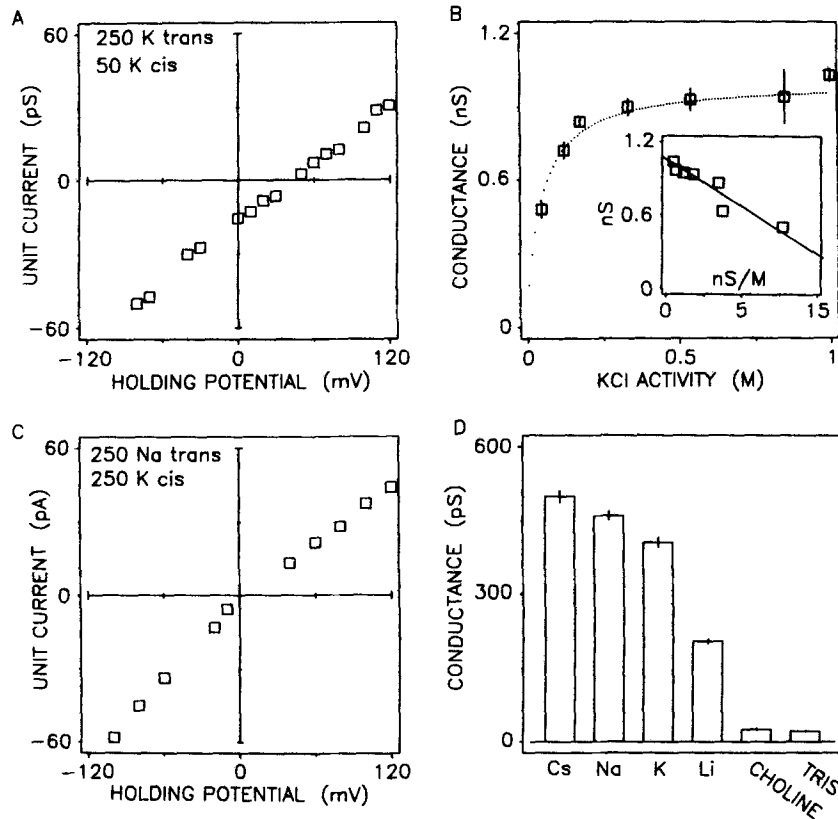 A
60
250 K trans
50 K cis
UNIT CURRENT (pS)
0
−60
−120
0
120
HOLDING POTENTIAL (mV)
B
1.2
CONDUCTANCE (nS)
0.6
0
0
0.5
1
KCl ACTIVITY (M)
1.2
nS
0.6
0
nS/M
0
5
15
C
60
250 Na trans
250 K cis
UNIT CURRENT (pA)
0
−60
−120
0
120
HOLDING POTENTIAL (mV)
D
600
CONDUCTANCE (pS)
300
0
Cs
Na
K
Li
CHOLINE
TRIS